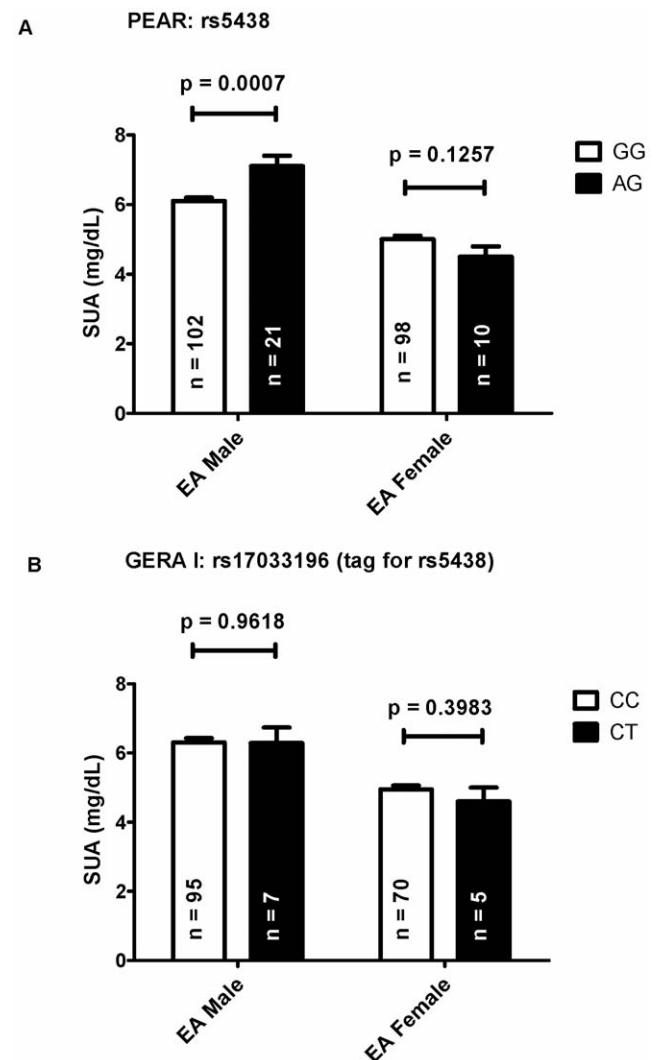 A
PEAR: rs5438
p = 0.0007
p = 0.1257
GG
AG
SUA (mg/dL)
8
6
4
2
0
n = 102
n = 21
n = 98
n = 10
EA Male
EA Female
B
GERA I: rs17033196 (tag for rs5438)
p = 0.9618
p = 0.3983
CC
CT
SUA (mg/dL)
8
6
4
2
0
n = 95
n = 7
n = 70
n = 5
EA Male
EA Female